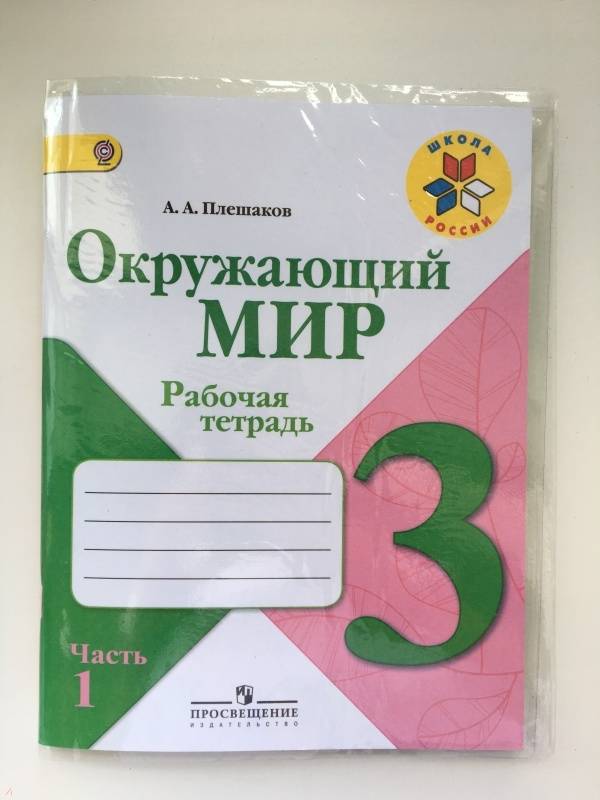 ШКОЛА
РОССИИ
А. А. Плешаков
Окружающий
МИР
Рабочая
тетрадь
3
Часть
1
ПРОСВЕЩЕНИЕ
ИЗДАТЕЛЬСТВО